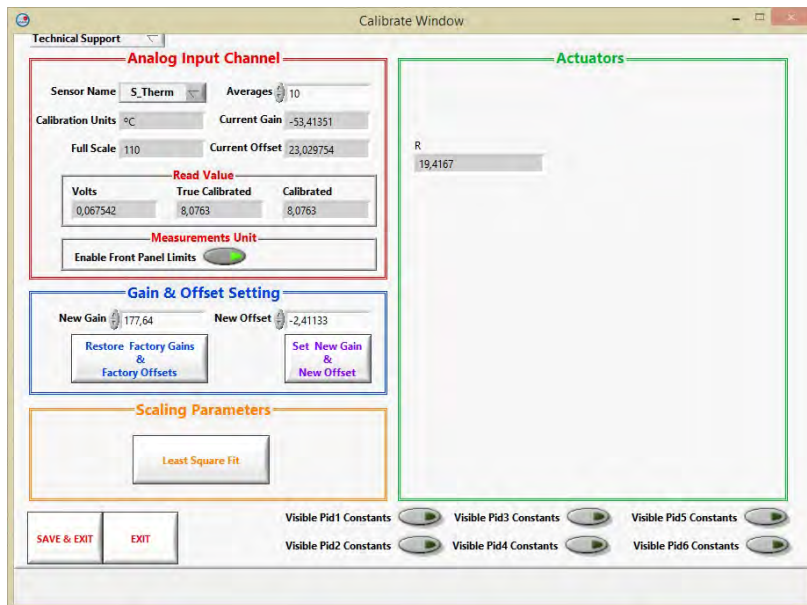 Calibrate Window
Technical Support
Analog Input Channel
Sensor Name S_Therm Averages 10
Calibration Units ºC Current Gain -53,41351
Full Scale 110 Current Offset 23,029754
Read Value
Volts True Calibrated Calibrated
0,067542 8,0763 8,0763
Measurements Unit
Enable Front Panel Limits
Gain & Offset Setting
New Gain 177,64 New Offset -2,41133
Restore Factory Gains
&
Factory Offsets
Set New Gain
&
New Offset
Scaling Parameters
Least Square Fit
SAVE & EXIT EXIT
Actuators
R
19,4167
Visible Pid1 Constants Visible Pid3 Constants Visible Pid5 Constants
Visible Pid2 Constants Visible Pid4 Constants Visible Pid6 Constants